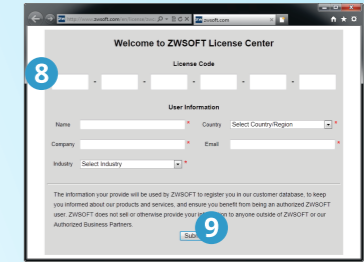 zwsoft.com
Welcome to ZWSOFT License Center
License Code
8
- - - - -
User Information
Name * Country Select Country/Region *
Company * Email *
Industry Select Industry *
The information your provide will be used by ZWSOFT to register you in our customer database, to keep
you informed about our products and services, and ensure you benefit from being an authorized ZWSOFT
user. ZWSOFT does not sell or otherwise provide your information to anyone outside of ZWSOFT or our
Authorized Business Partners.
9